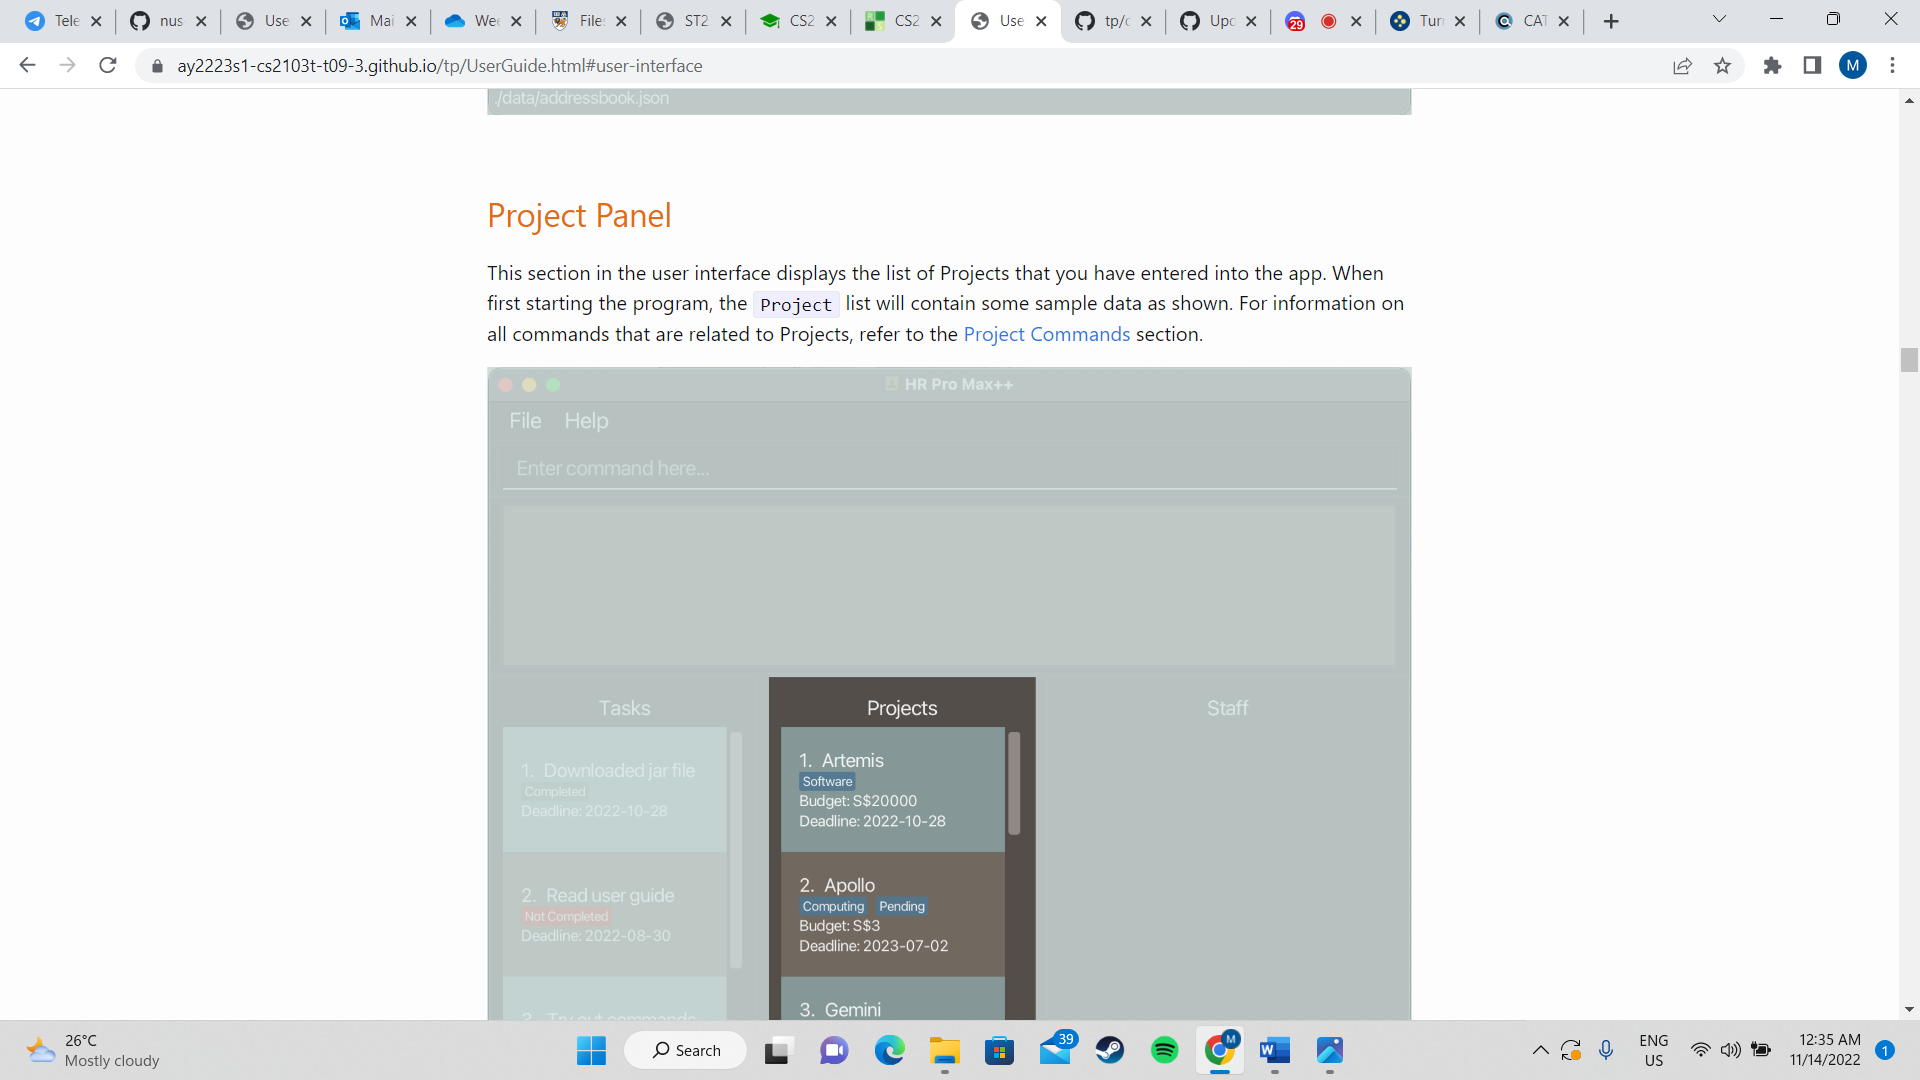 Tele
nus
Use
Mai
Wee
Files
ST2
CS2
CS2
Use
tp/c
Upd
29
Turr
CAT
ay2223s1-cs2103t-t09-3.github.io/tp/UserGuide.html#user-interface
M
./data/addressbook.json
Project Panel
This section in the user interface displays the list of Projects that you have entered into the app. When
first starting the program, the Project list will contain some sample data as shown. For information on
all commands that are related to Projects, refer to the Project Commands section.
HR Pro Max++
File Help
Enter command here...
Tasks
1. Downloaded jar file
Completed
Deadline: 2022-10-28
2. Read user guide
Not Completed
Deadline: 2022-08-30
3. Try out commands
Projects
1. Artemis
Software
Budget: S$20000
Deadline: 2022-10-28
2. Apollo
Computing Pending
Budget: S$3
Deadline: 2023-07-02
3. Gemini
Staff
26°C
Mostly cloudy
Search
39
M
W
ENG
US
12:35 AM
11/14/2022
1